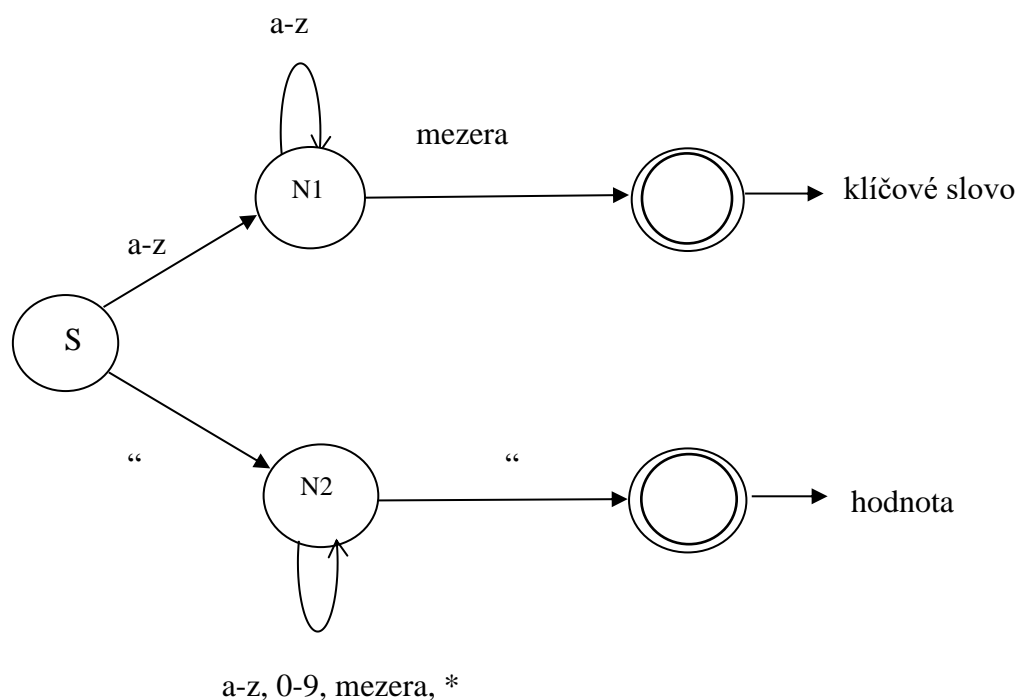 a-z
mezera
N1
klíčové slovo
a-z
S
“
“
N2
hodnota
a-z, 0-9, mezera, *